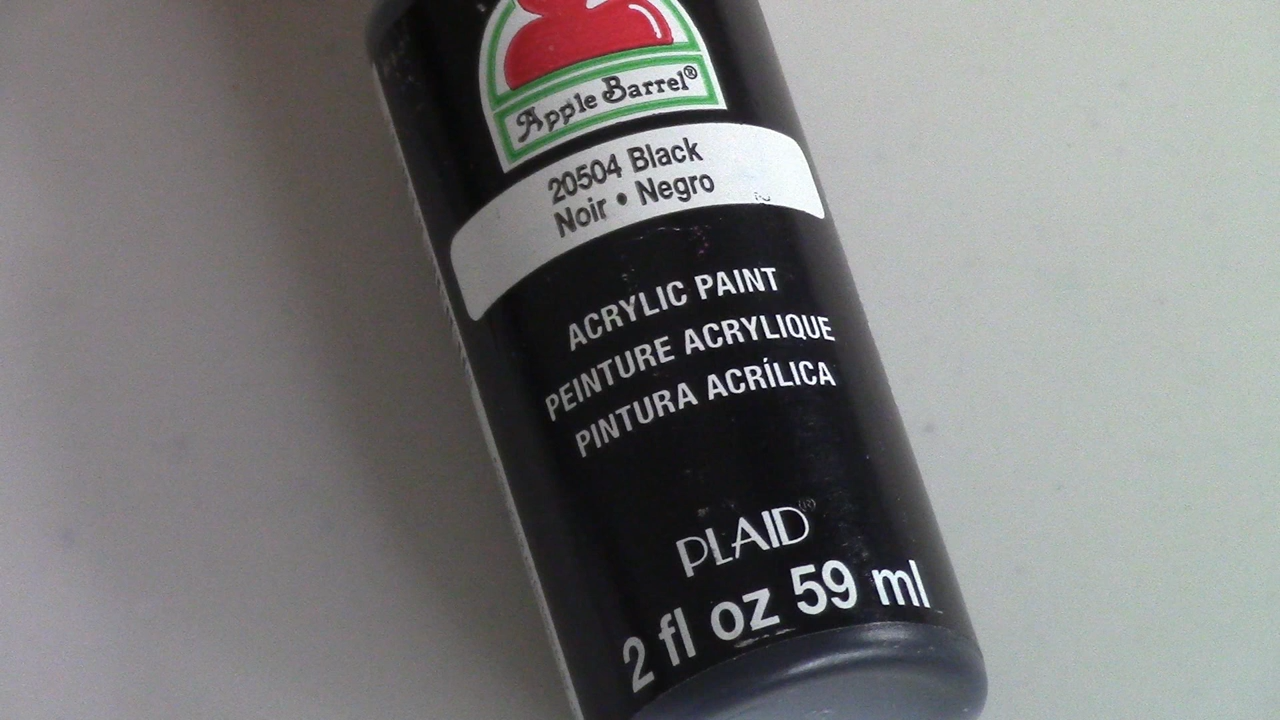 Apple Barrel®
20504 Black
Noir • Negro
ACRYLIC PAINT
PEINTURE ACRYLIQUE
PINTURA ACRÍLICA
PLAID®
2 fl oz 59 ml